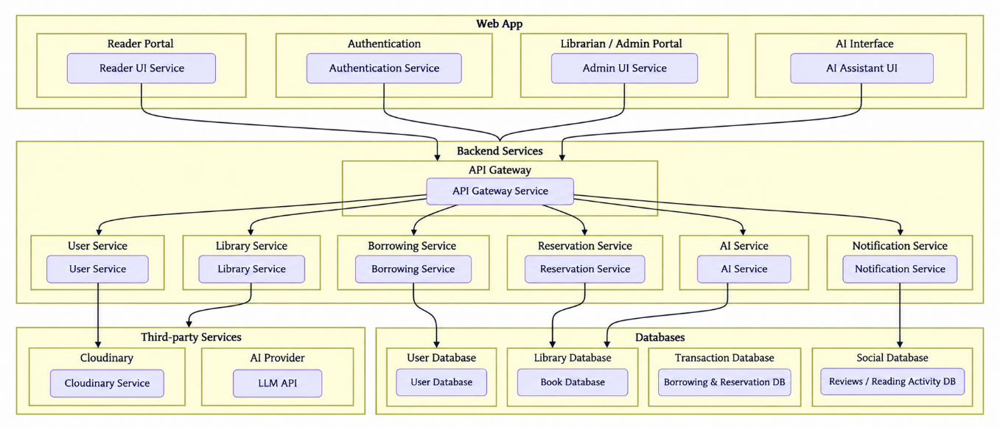 Web App
Reader Portal
Reader UI Service
Authentication
Authentication Service
Librarian / Admin Portal
Admin UI Service
AI Interface
AI Assistant UI
Backend Services
API Gateway
API Gateway Service
User Service
User Service
Library Service
Library Service
Borrowing Service
Borrowing Service
Reservation Service
Reservation Service
AI Service
AI Service
Notification Service
Notification Service
Third-party Services
Cloudinary
Cloudinary Service
AI Provider
LLM API
Databases
User Database
User Database
Library Database
Book Database
Transaction Database
Borrowing & Reservation DB
Social Database
Reviews / Reading Activity DB